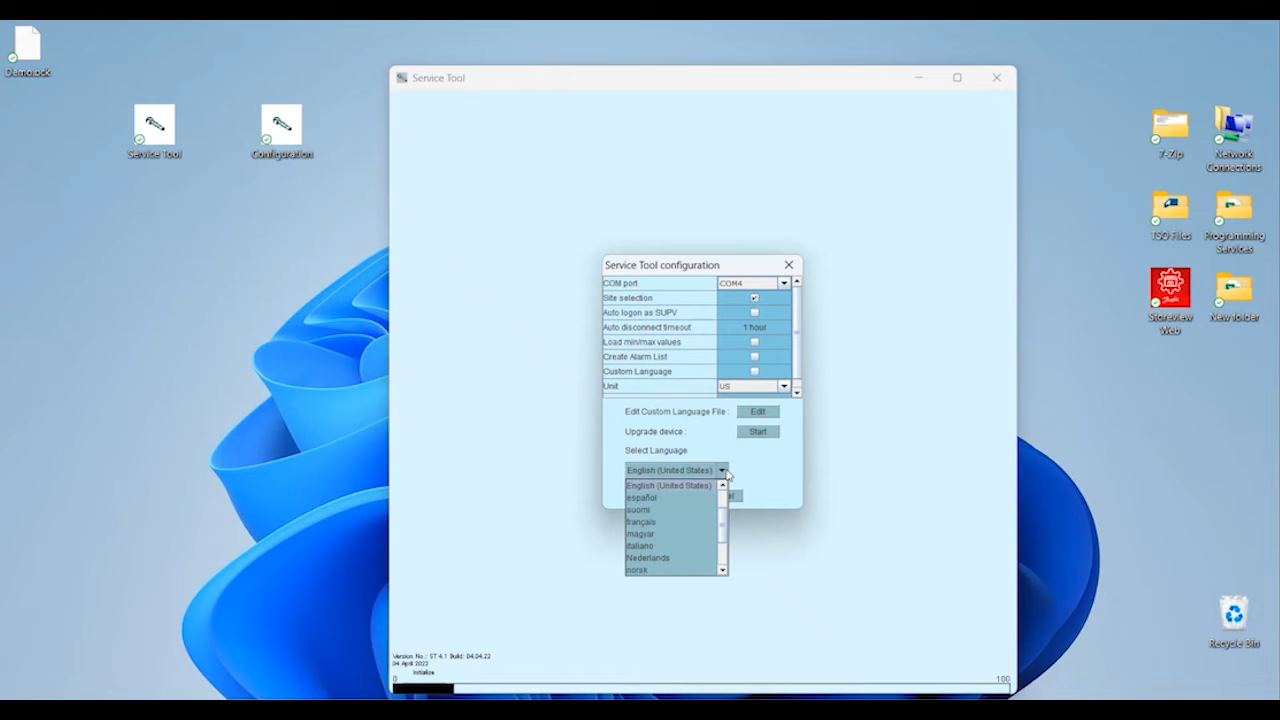 Demo.lock
Service Tool
Configuration
Service Tool
Service Tool configuration
COM port
COM4
Site selection
Auto logon as SUPV
Auto disconnect timeout
1 hour
Load min/max values
Create Alarm List
Custom Language
Unit
US
Edit Custom Language File :
Edit
Upgrade device :
Start
Select Language
English (United States)
English (United States)
español
suomi
français
magyar
italiano
Nederlands
norsk
Version No.: ST 4.1 Build: 04.04.22
04 April 2022
Initialize
0
100
7-Zip
Network
Connections
TSO Files
Programming
Services
Storeview
Web
New folder
Recycle Bin